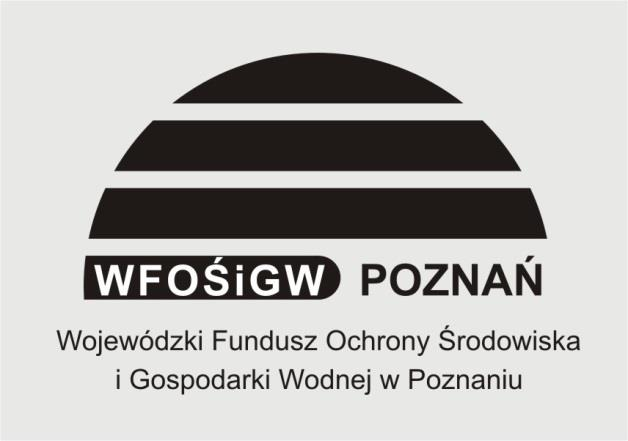 WFOŚiGW POZNAŃ
Wojewódzki Fundusz Ochrony Środowiska
i Gospodarki Wodnej w Poznaniu